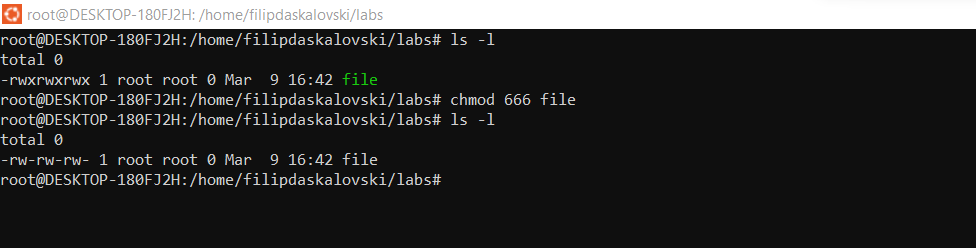 root@DESKTOP-180FJ2H: /home/filipdaskalovski/labs
root@DESKTOP-180FJ2H:/home/filipdaskalovski/labs# ls -l
total 0
-rwxrwxrwx 1 root root 0 Mar  9 16:42 file
root@DESKTOP-180FJ2H:/home/filipdaskalovski/labs# chmod 666 file
root@DESKTOP-180FJ2H:/home/filipdaskalovski/labs# ls -l
total 0
-rw-rw-rw- 1 root root 0 Mar  9 16:42 file
root@DESKTOP-180FJ2H:/home/filipdaskalovski/labs#